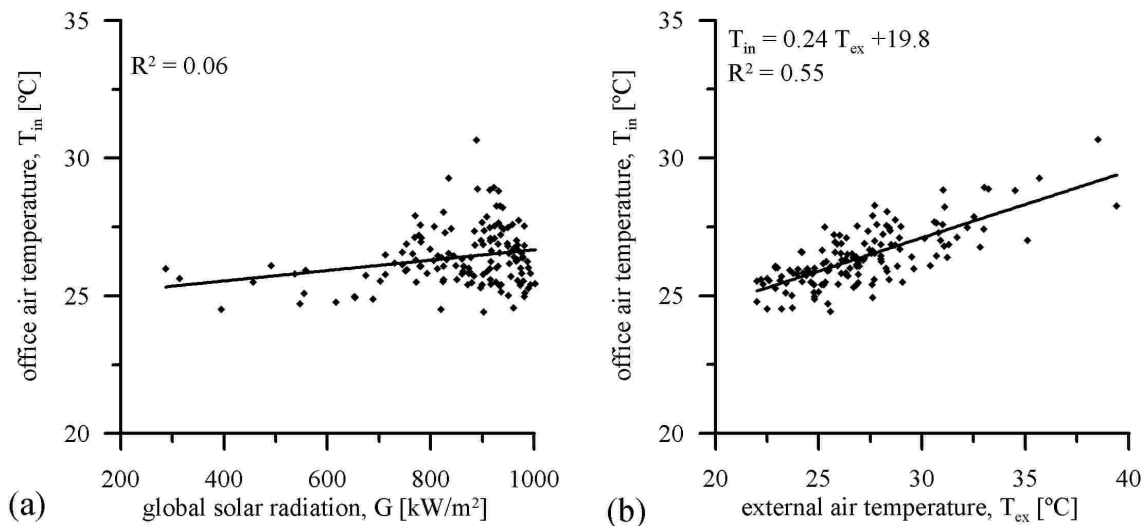 R² = 0.06
35
30
25
20
office air temperature, T_in [°C]
200 400 600 800 1000
global solar radiation, G [kW/m²]
(a)
T_in = 0.24 T_ex +19.8
R² = 0.55
35
30
25
20
office air temperature, T_in [°C]
20 25 30 35 40
external air temperature, T_ex [°C]
(b)